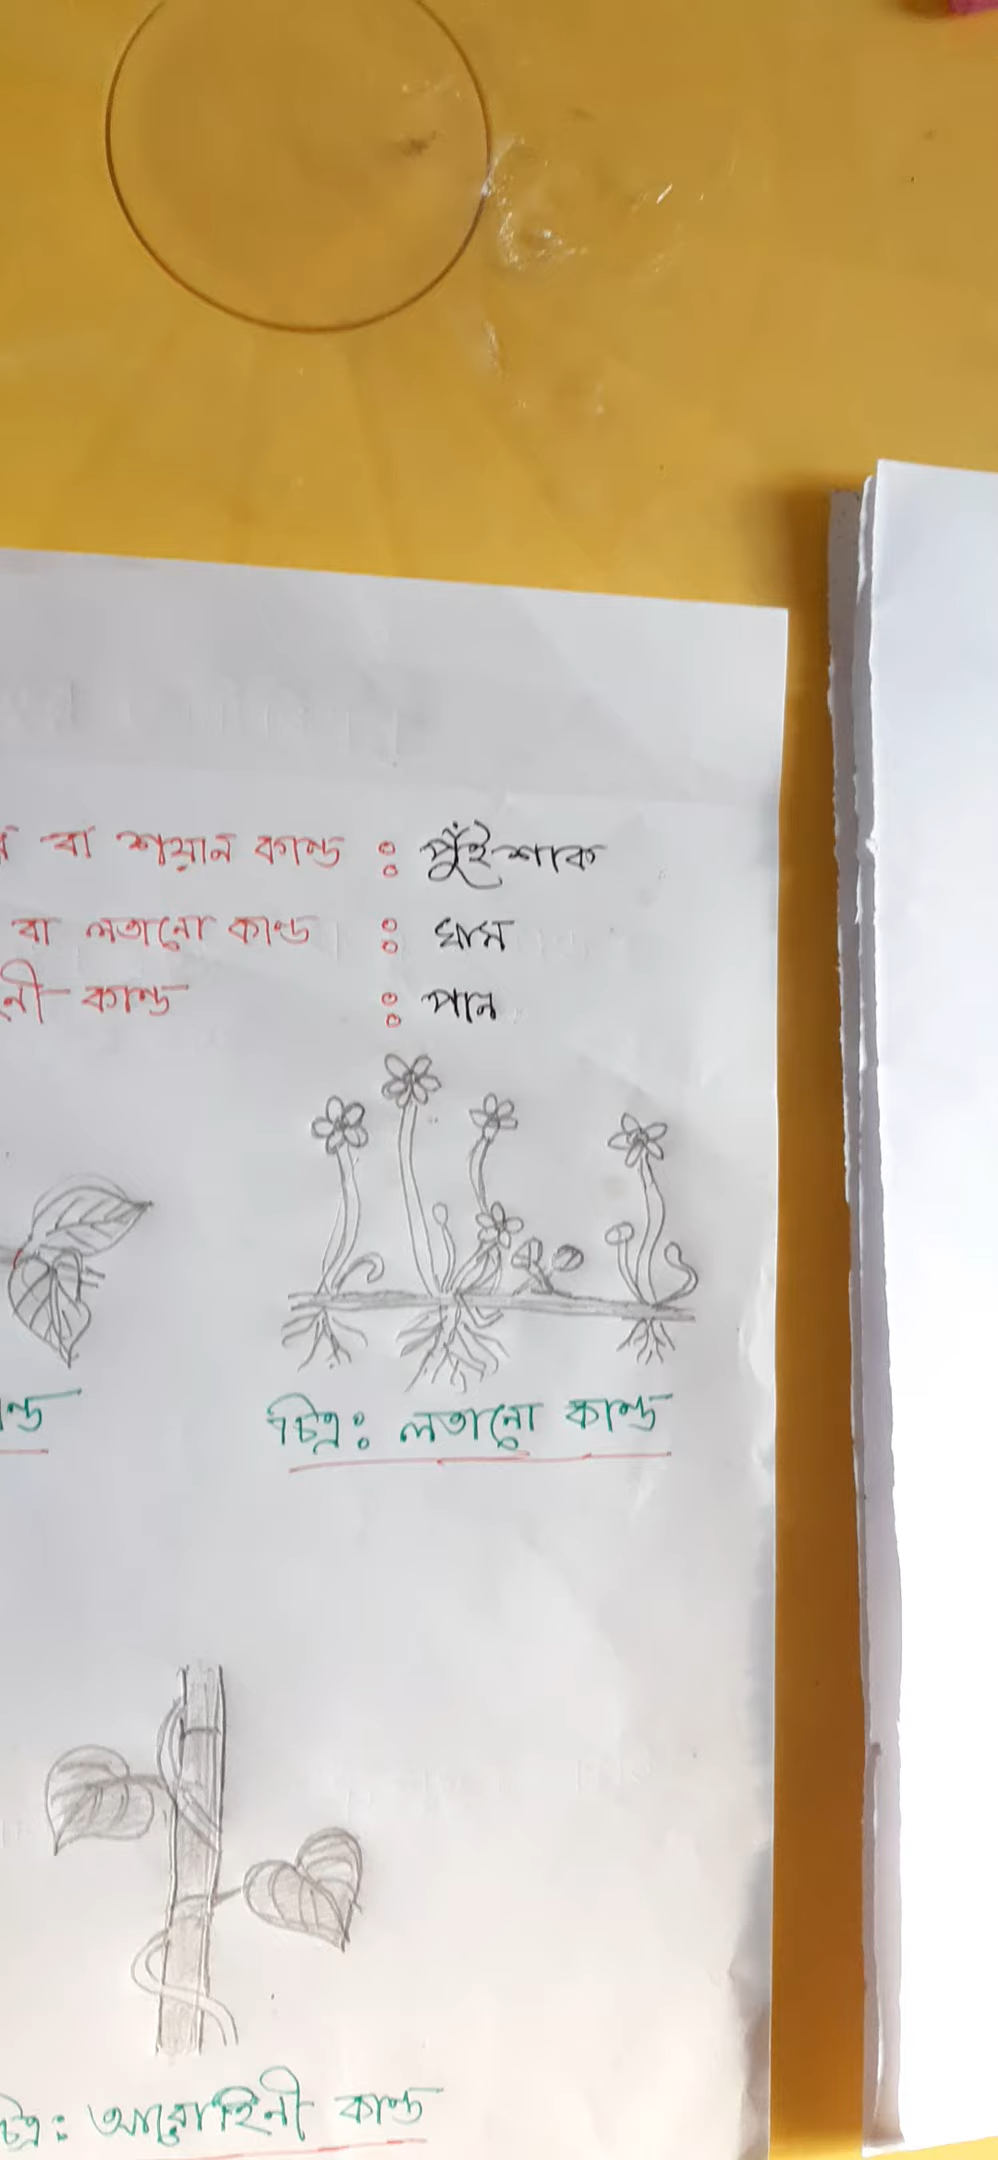 বা শয়ান কান্ড : পুঁইশাক
বা লতানো কান্ড : ঘাস
নী কান্ড : পান
ন্ড
চিত্র: লতানো কান্ড
চিত্র: আরোহিনী কান্ড